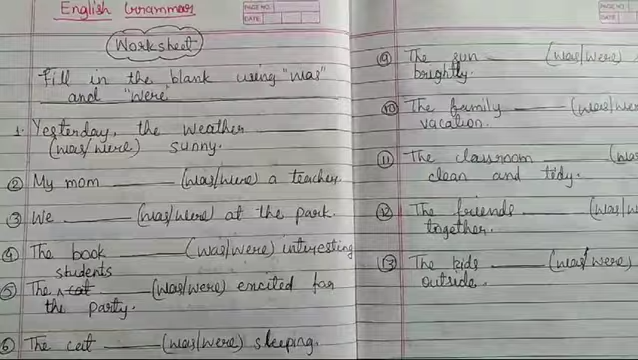 English Grammar
PAGE NO.
DATE
Worksheet
Fill in the blank using "was"
and "were"
1. Yesterday, the weather
(was/were) sunny.
② My mom ______ (was/were) a teacher.
③ We ______ (was/were) at the park.
④ The book ______ (was/were) interesting
students
⑤ The cat ______ (was/were) excited for
the party.
⑥ The cat ______ (was/were) sleeping.
PAGE NO.
DATE
⑨ The sun ______ (was/were)
brightly.
⑩ The family ______ (was/were
vacation.
⑪ The classroom ______ (was
clean and tidy.
⑫ The friends ______ (was/w
together.
⑬ The kids ______ (was/were)
outside.